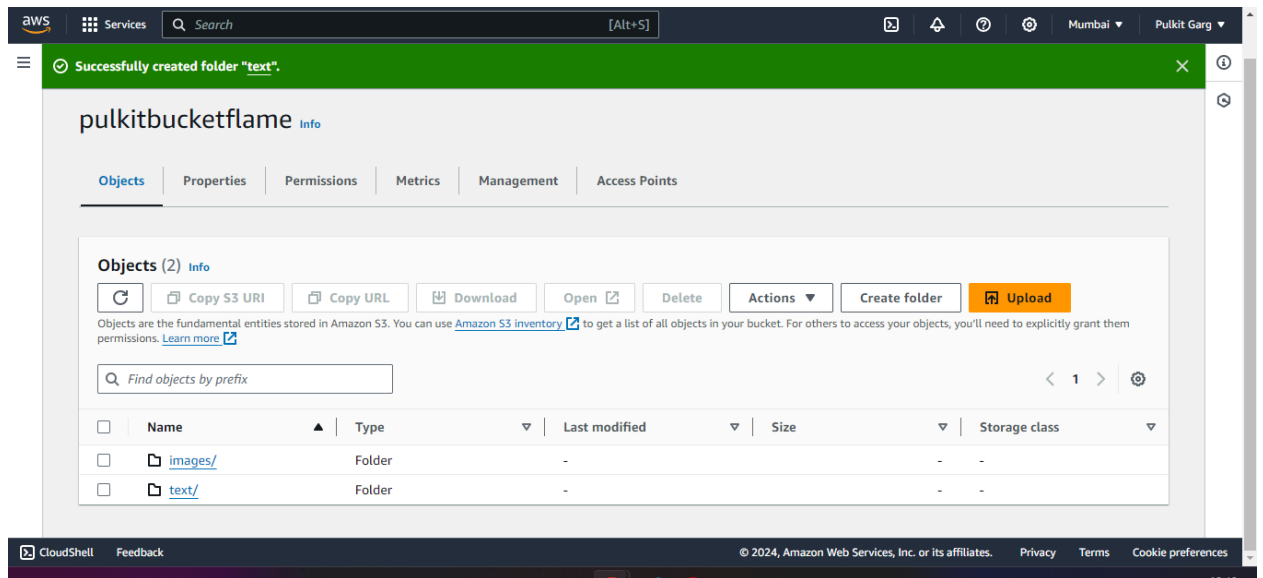 aws Services Search [Alt+S] Mumbai ▼ Pulkit Garg ▼
Successfully created folder "text".
pulkitbucketflame Info
Objects Properties Permissions Metrics Management Access Points
Objects (2) Info
Copy S3 URI Copy URL Download Open Delete Actions ▼ Create folder Upload
Objects are the fundamental entities stored in Amazon S3. You can use Amazon S3 inventory to get a list of all objects in your bucket. For others to access your objects, you'll need to explicitly grant them
permissions. Learn more
Find objects by prefix 1
Name Type Last modified Size Storage class
images/ Folder - - -
text/ Folder - - -
CloudShell Feedback © 2024, Amazon Web Services, Inc. or its affiliates. Privacy Terms Cookie preferences